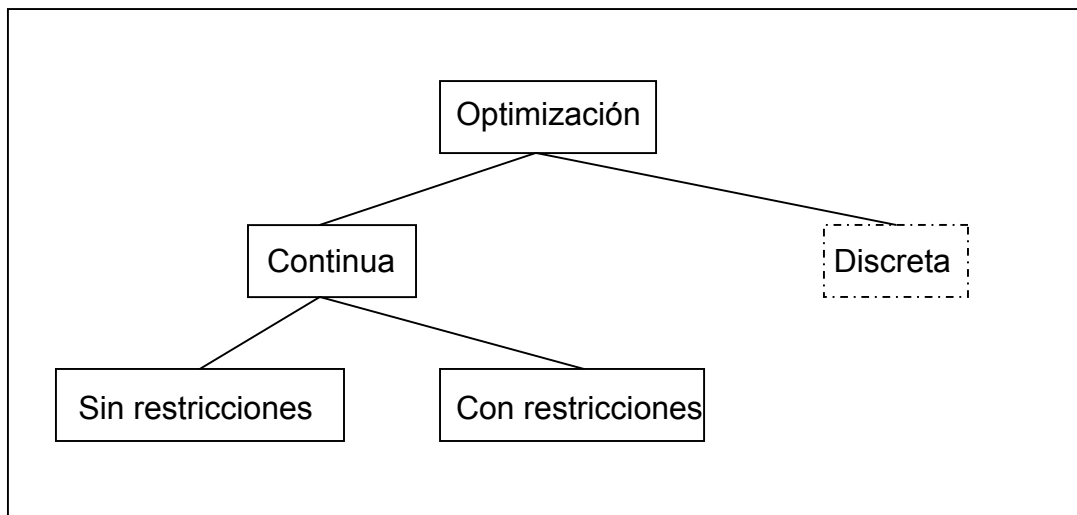 Optimización
Continua
Discreta
Sin restricciones
Con restricciones